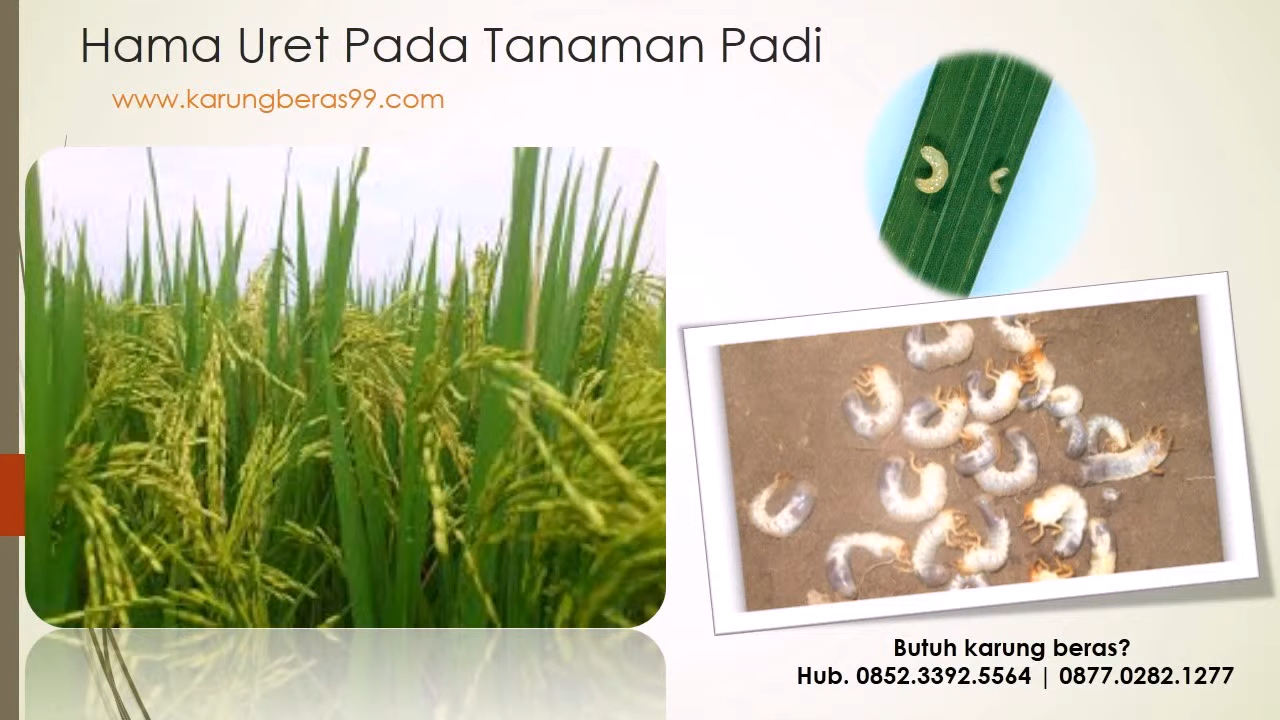 Hama Uret Pada Tanaman Padi
www.karungberas99.com
Butuh karung beras?
Hub. 0852.3392.5564 | 0877.0282.1277